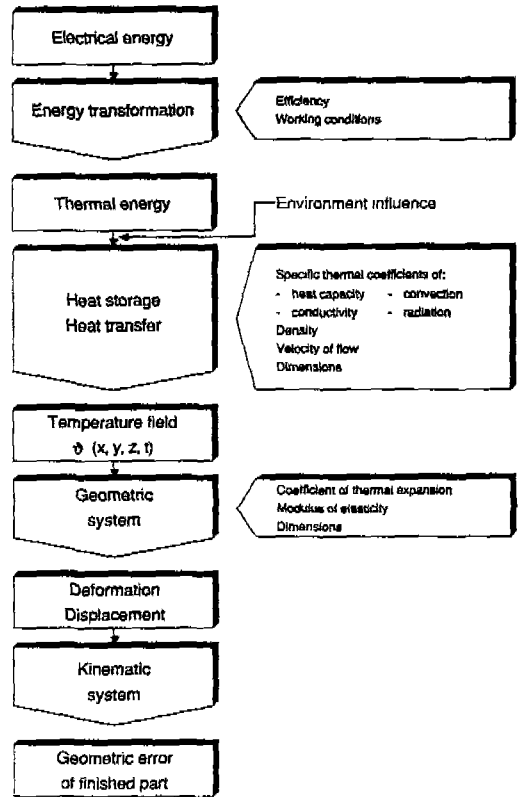 Electrical energy
Energy transformation
Efficiency
Working conditions
Thermal energy
Environment influence
Heat storage
Heat transfer
Specific thermal coefficients of:
- heat capacity - convection
- conductivity - radiation
Density
Velocity of flow
Dimensions
Temperature field
ϑ (x, y, z, t)
Geometric
system
Coefficient of thermal expansion
Modulus of elasticity
Dimensions
Deformation
Displacement
Kinematic
system
Geometric error
of finished part